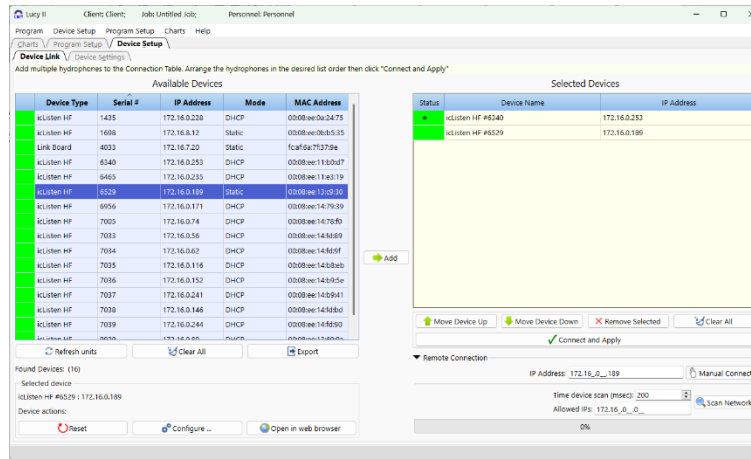 Lucy II Client: Client; Job: Untitled Job; Personnel: Personnel
Program Device Setup Program Setup Charts Help
Charts Program Setup Device Setup
Device Link Device Settings
Add multiple hydrophones to the Connection Table. Arrange the hydrophones in the desired list order then click "Connect and Apply"
Available Devices
Device Type Serial # IP Address Mode MAC Address
icListen HF 1435 172.16.0.228 DHCP 00:08:ee:0a:24:75
icListen HF 1698 172.16.8.12 Static 00:08:ee:0b:b5:35
Link Board 4033 172.16.7.20 Static fc:af:6a:7f:37:9e
icListen HF 6340 172.16.0.253 DHCP 00:08:ee:11:b0:d7
icListen HF 6465 172.16.0.235 DHCP 00:08:ee:11:e3:19
icListen HF 6529 172.16.0.189 Static 00:08:ee:13:c9:30
icListen HF 6956 172.16.0.171 DHCP 00:08:ee:14:79:39
icListen HF 7005 172.16.0.74 DHCP 00:08:ee:14:78:f0
icListen HF 7033 172.16.0.56 DHCP 00:08:ee:14:fd:89
icListen HF 7034 172.16.0.62 DHCP 00:08:ee:14:fd:9f
icListen HF 7035 172.16.0.116 DHCP 00:08:ee:14:b8:eb
icListen HF 7036 172.16.0.152 DHCP 00:08:ee:14:b9:5e
icListen HF 7037 172.16.0.241 DHCP 00:08:ee:14:b9:41
icListen HF 7038 172.16.0.146 DHCP 00:08:ee:14:fd:bd
icListen HF 7039 172.16.0.244 DHCP 00:08:ee:14:fd:90
Refresh units Clear All Export
Found Devices: (16)
Selected device
icListen HF #6529 : 172.16.0.189
Device actions:
Reset Configure ... Open in web browser
Add
Selected Devices
Status Device Name IP Address
icListen HF #6340 172.16.0.253
icListen HF #6529 172.16.0.189
Move Device Up Move Device Down Remove Selected Clear All
Connect and Apply
Remote Connection
IP Address: 172.16_.0__.189 Manual Connect
Time device scan (msec): 200
Allowed IPs: 172.16_.0__.0__
Scan Network
0%